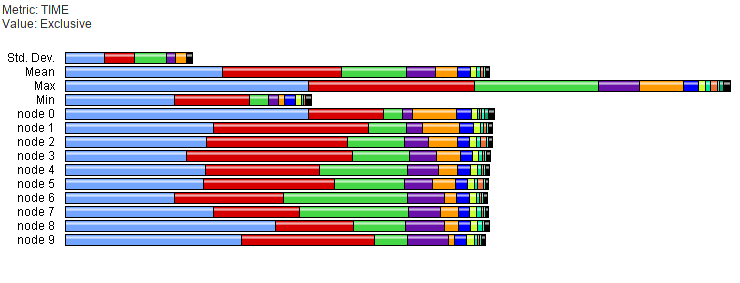 Metric: TIME
Value: Exclusive
Std. Dev.
Mean
Max
Min
node 0
node 1
node 2
node 3
node 4
node 5
node 6
node 7
node 8
node 9